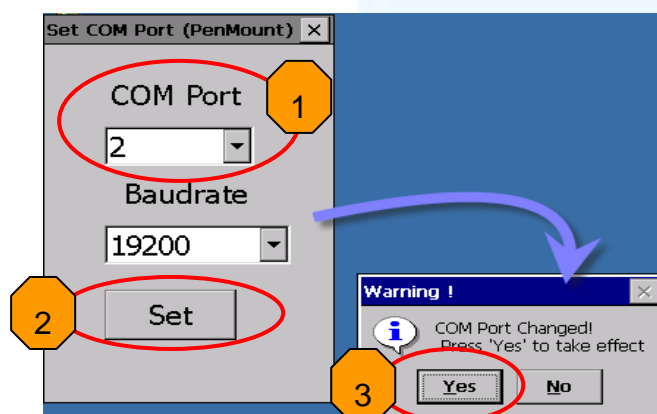 Set COM Port (PenMount)
COM Port
1
2
Baudrate
19200
2
Set
Warning !
COM Port Changed!
Press 'Yes' to take effect
3
Yes
No